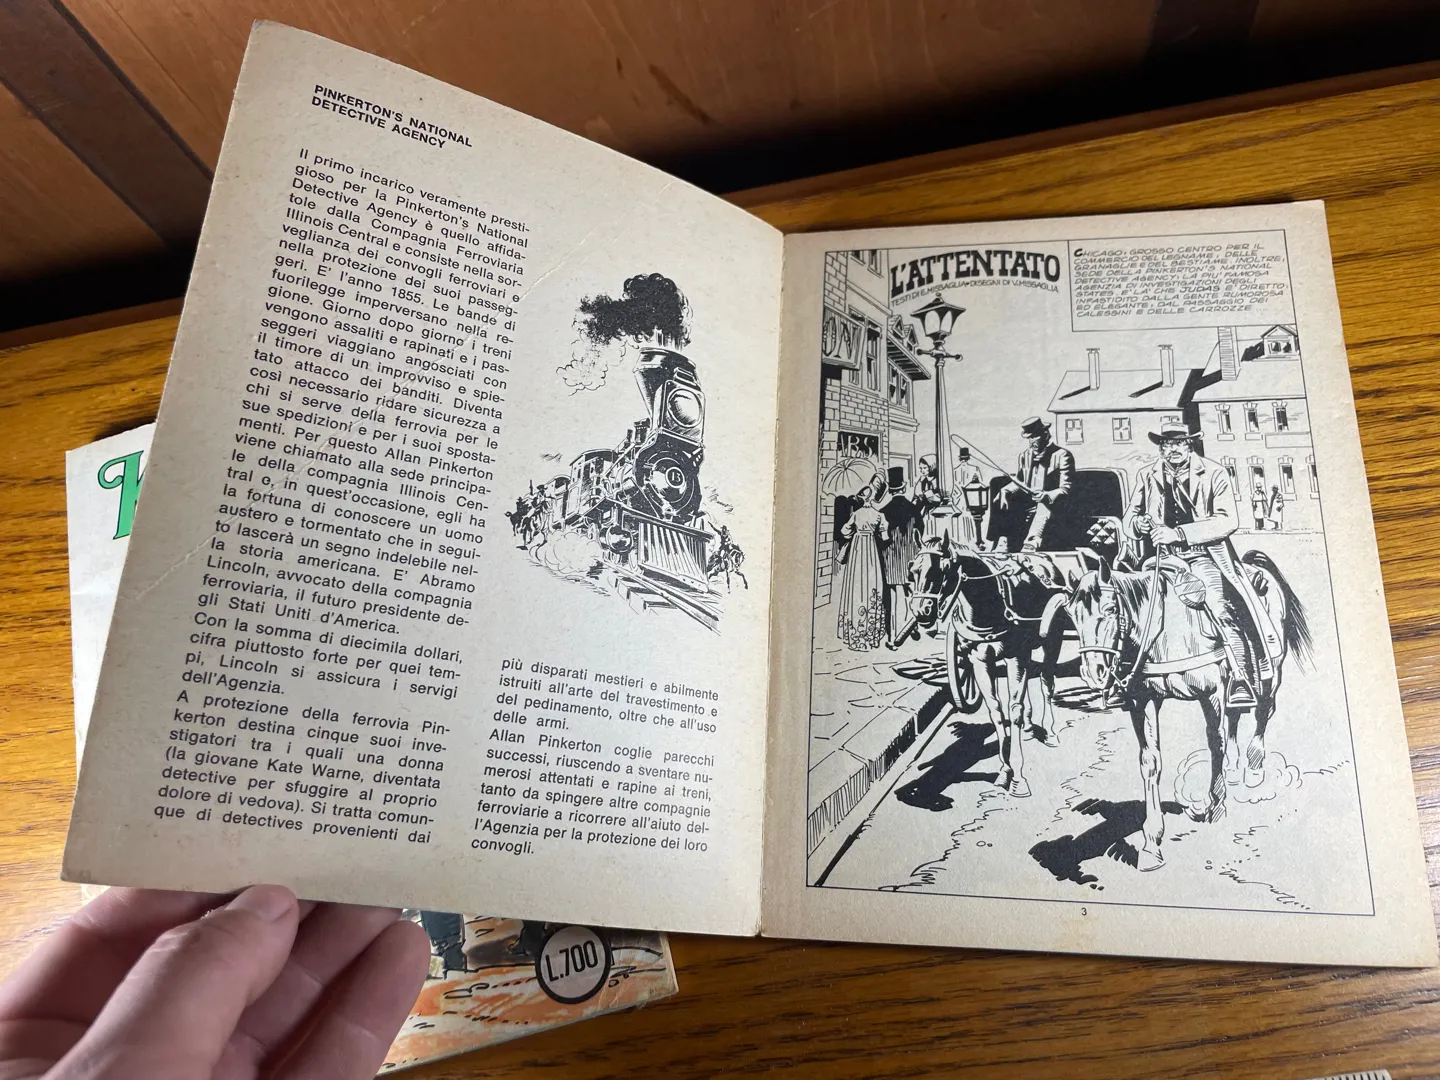 PINKERTON'S NATIONAL
DETECTIVE AGENCY
Il primo incarico veramente presti-
gioso per la Pinkerton's National
Detective Agency è quello affida-
tole dalla Compagnia Ferroviaria
Illinois Central e consiste nella sor-
veglianza dei convogli ferroviari e
nella protezione dei suoi passeg-
geri. E' l'anno 1855. Le bande di
fuorilegge imperversano nella re-
gione. Giorno dopo giorno i treni
vengono assaliti e rapinati e i pas-
seggeri viaggiano angosciati con
il timore di un improvviso e spie-
tato attacco dei banditi. Diventa
così necessario ridare sicurezza a
chi si serve della ferrovia per le
sue spedizioni e per i suoi sposta-
menti. Per questo Allan Pinkerton
viene chiamato alla sede principa-
le della compagnia Illinois Cen-
tral e, in quest'occasione, egli ha
la fortuna di conoscere un uomo
austero e tormentato che in segui-
to lascerà un segno indelebile nel-
la storia americana. E' Abramo
Lincoln, avvocato della compagnia
ferroviaria, il futuro presidente de-
gli Stati Uniti d'America.
Con la somma di diecimila dollari,
cifra piuttosto forte per quei tem-
pi, Lincoln si assicura i servigi
dell'Agenzia.
A protezione della ferrovia Pin-
kerton destina cinque suoi inve-
stigatori tra i quali una donna
(la giovane Kate Warne, diventata
detective per sfuggire al proprio
dolore di vedova). Si tratta comun-
que di detectives provenienti dai
più disparati mestieri e abilmente
istruiti all'arte del travestimento e
del pedinamento, oltre che all'uso
delle armi.
Allan Pinkerton coglie parecchi
successi, riuscendo a sventare nu-
merosi attentati e rapine ai treni,
tanto da spingere altre compagnie
ferroviarie a ricorrere all'aiuto del-
l'Agenzia per la protezione dei loro
convogli.
13
L'ATTENTATO
TESTI DI E. MISSAGLIA • DISEGNI DI V. MISSAGLIA
CHICAGO: GROSSO CENTRO PER IL
COMMERCIO DEL LEGNAME, DELLE
GRANAGLIE E DEL BESTIAME. INOLTRE,
SEDE DELLA PINKERTON'S NATIONAL
DETECTIVE AGENCY: LA PIU' FAMOSA
AGENZIA DI INVESTIGAZIONI DEGLI
STATES. E' LA' CHE JUDAS E' DIRETTO:
INFASTIDITO DALLA GENTE RUMOROSA
ED ELEGANTE; DAL PASSAGGIO DEI
CALESSINI E DELLE CARROZZE...
ON
3
L.700